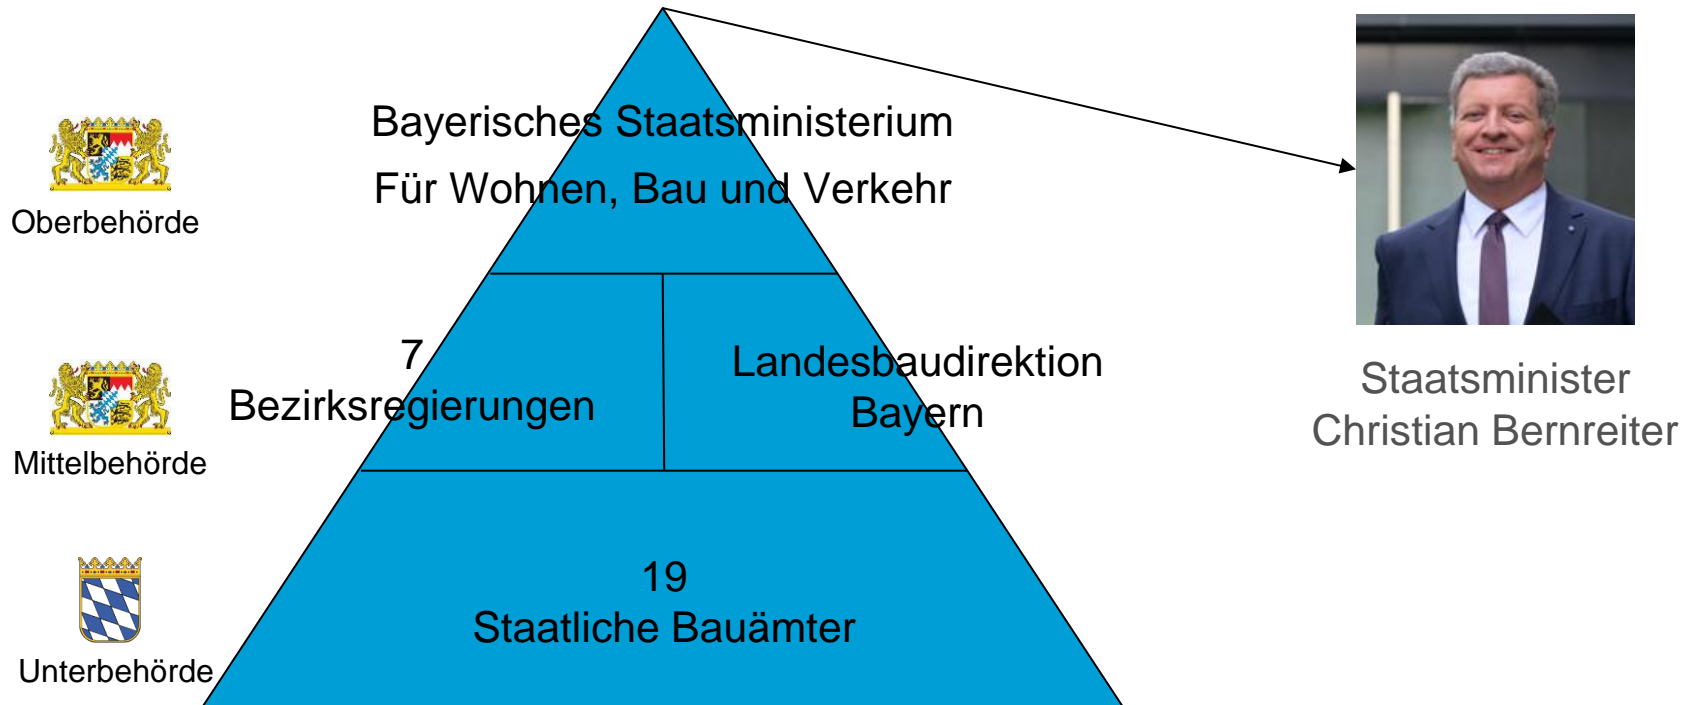 Bayerisches Staatsministerium
Für Wohnen, Bau und Verkehr
Oberbehörde
7
Bezirksregierungen
Landesbaudirektion
Bayern
Mittelbehörde
Staatsminister
Christian Bernreiter
19
Staatliche Bauämter
Unterbehörde